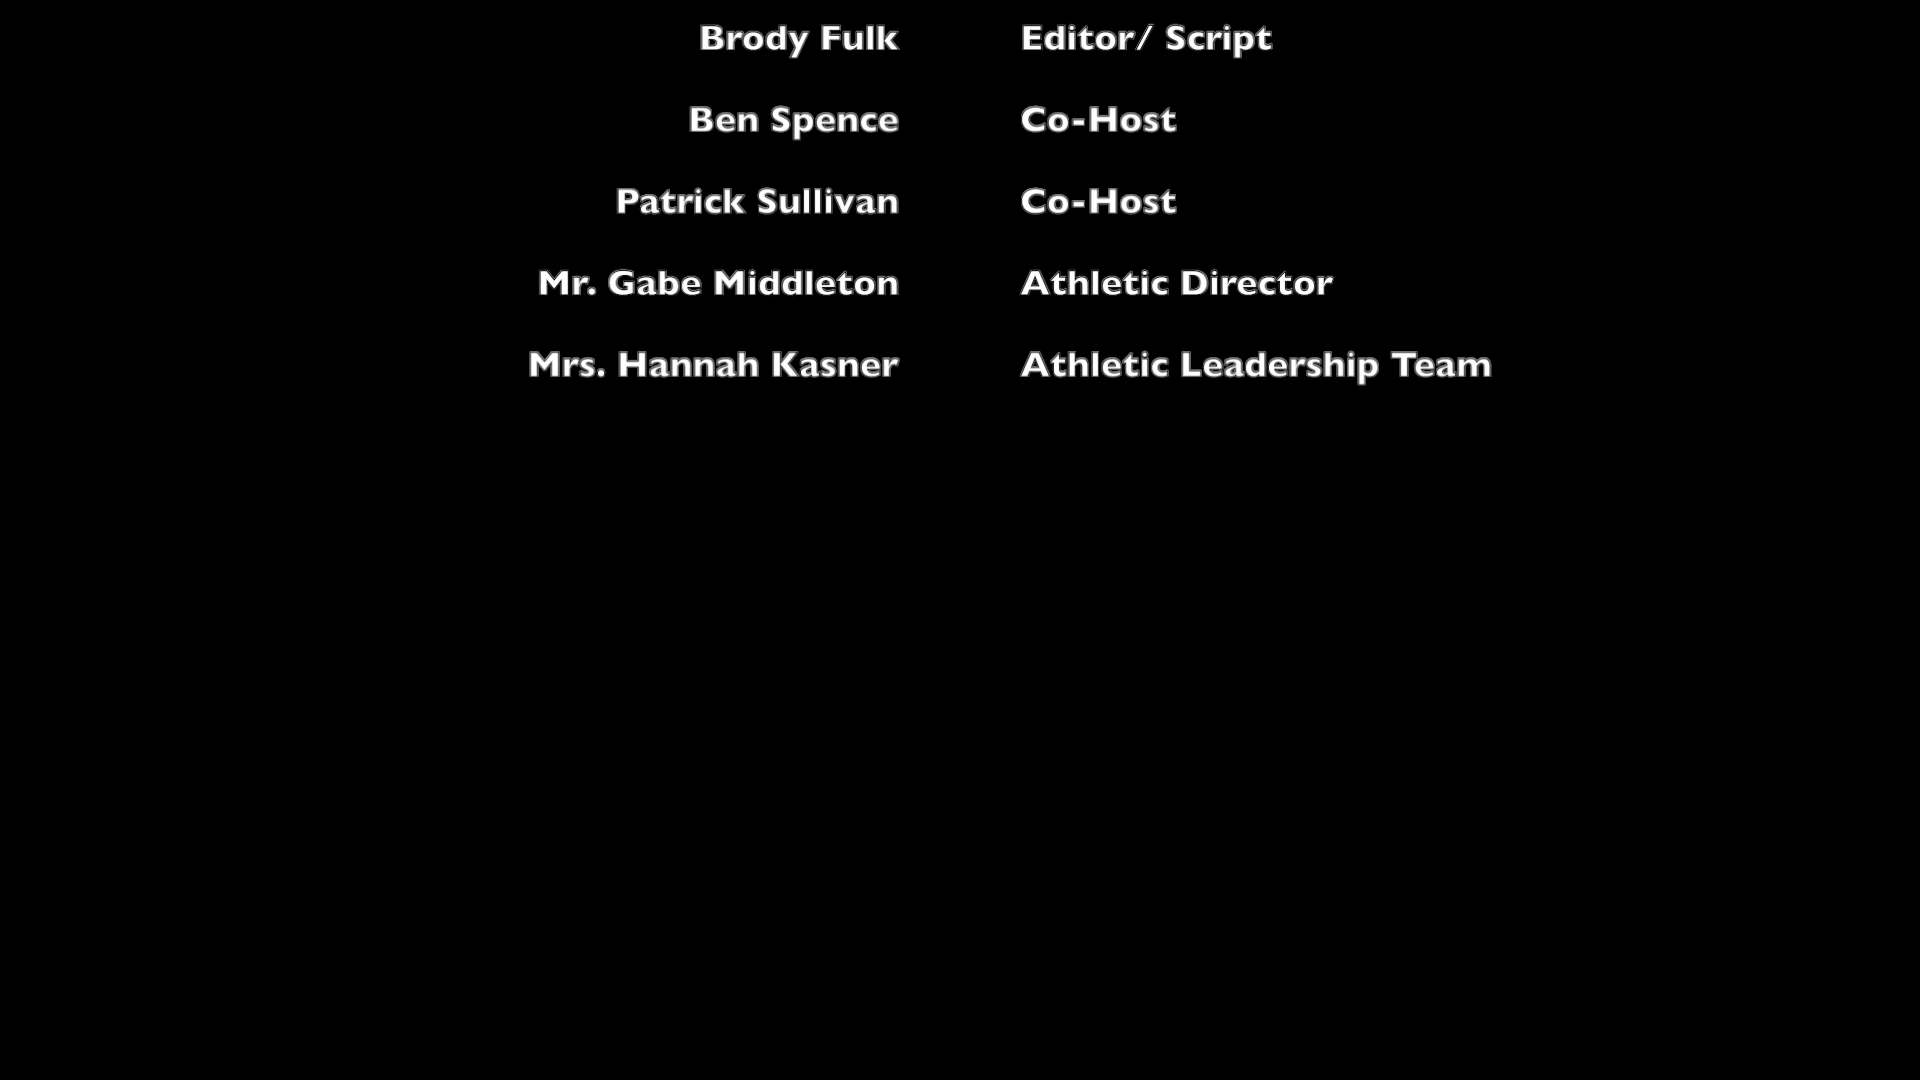 Brody Fulk Editor/ Script
Ben Spence Co-Host
Patrick Sullivan Co-Host
Mr. Gabe Middleton Athletic Director
Mrs. Hannah Kasner Athletic Leadership Team